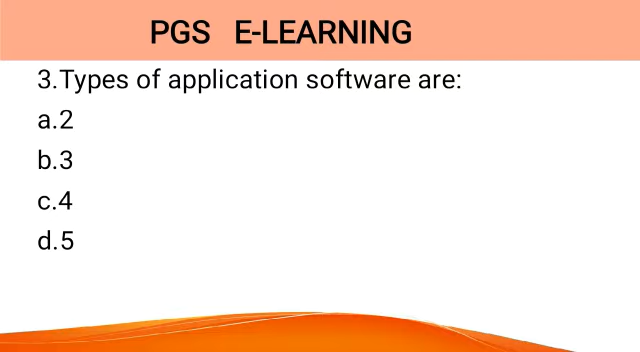 PGS E-LEARNING
3.Types of application software are:
a.2
b.3
c.4
d.5